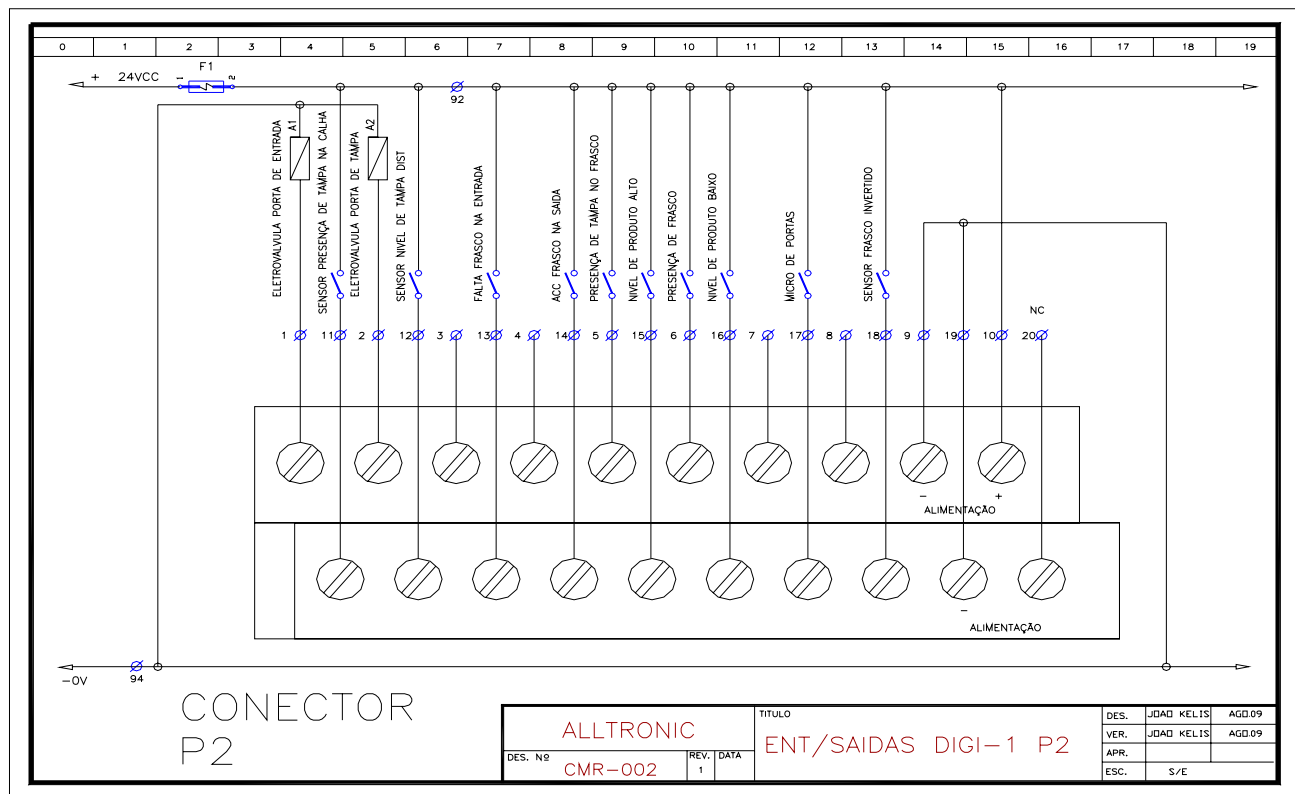 0 1 2 3 4 5 6 7 8 9 10 11 12 13 14 15 16 17 18 19
+ 24VCC
F1
1 2
92
A1
A2
ELETROVALVULA PORTA DE ENTRADA
SENSOR PRESENÇA DE TAMPA NA CALHA
ELETROVALVULA PORTA DE TAMPA
SENSOR NIVEL DE TAMPA DIST
FALTA FRASCO NA ENTRADA
ACC FRASCO NA SAIDA
PRESENÇA DE TAMPA NO FRASCO
NIVEL DE PRODUTO ALTO
PRESENÇA DE FRASCO
NIVEL DE PRODUTO BAIXO
MICRO DE PORTAS
SENSOR FRASCO INVERTIDO
NC
1 11 2 12 3 13 4 14 5 15 6 16 7 17 8 18 9 19 10 20
- +
ALIMENTAÇÃO
-
ALIMENTAÇÃO
-0V
94
CONECTOR
P2
ALLTRONIC
DES. Nº
CMR-002
REV.
1
DATA
TITULO
ENT/SAIDAS DIGI-1 P2
DES. JOAO KELIS AGO.09
VER. JOAO KELIS AGO.09
APR.
ESC. S/E